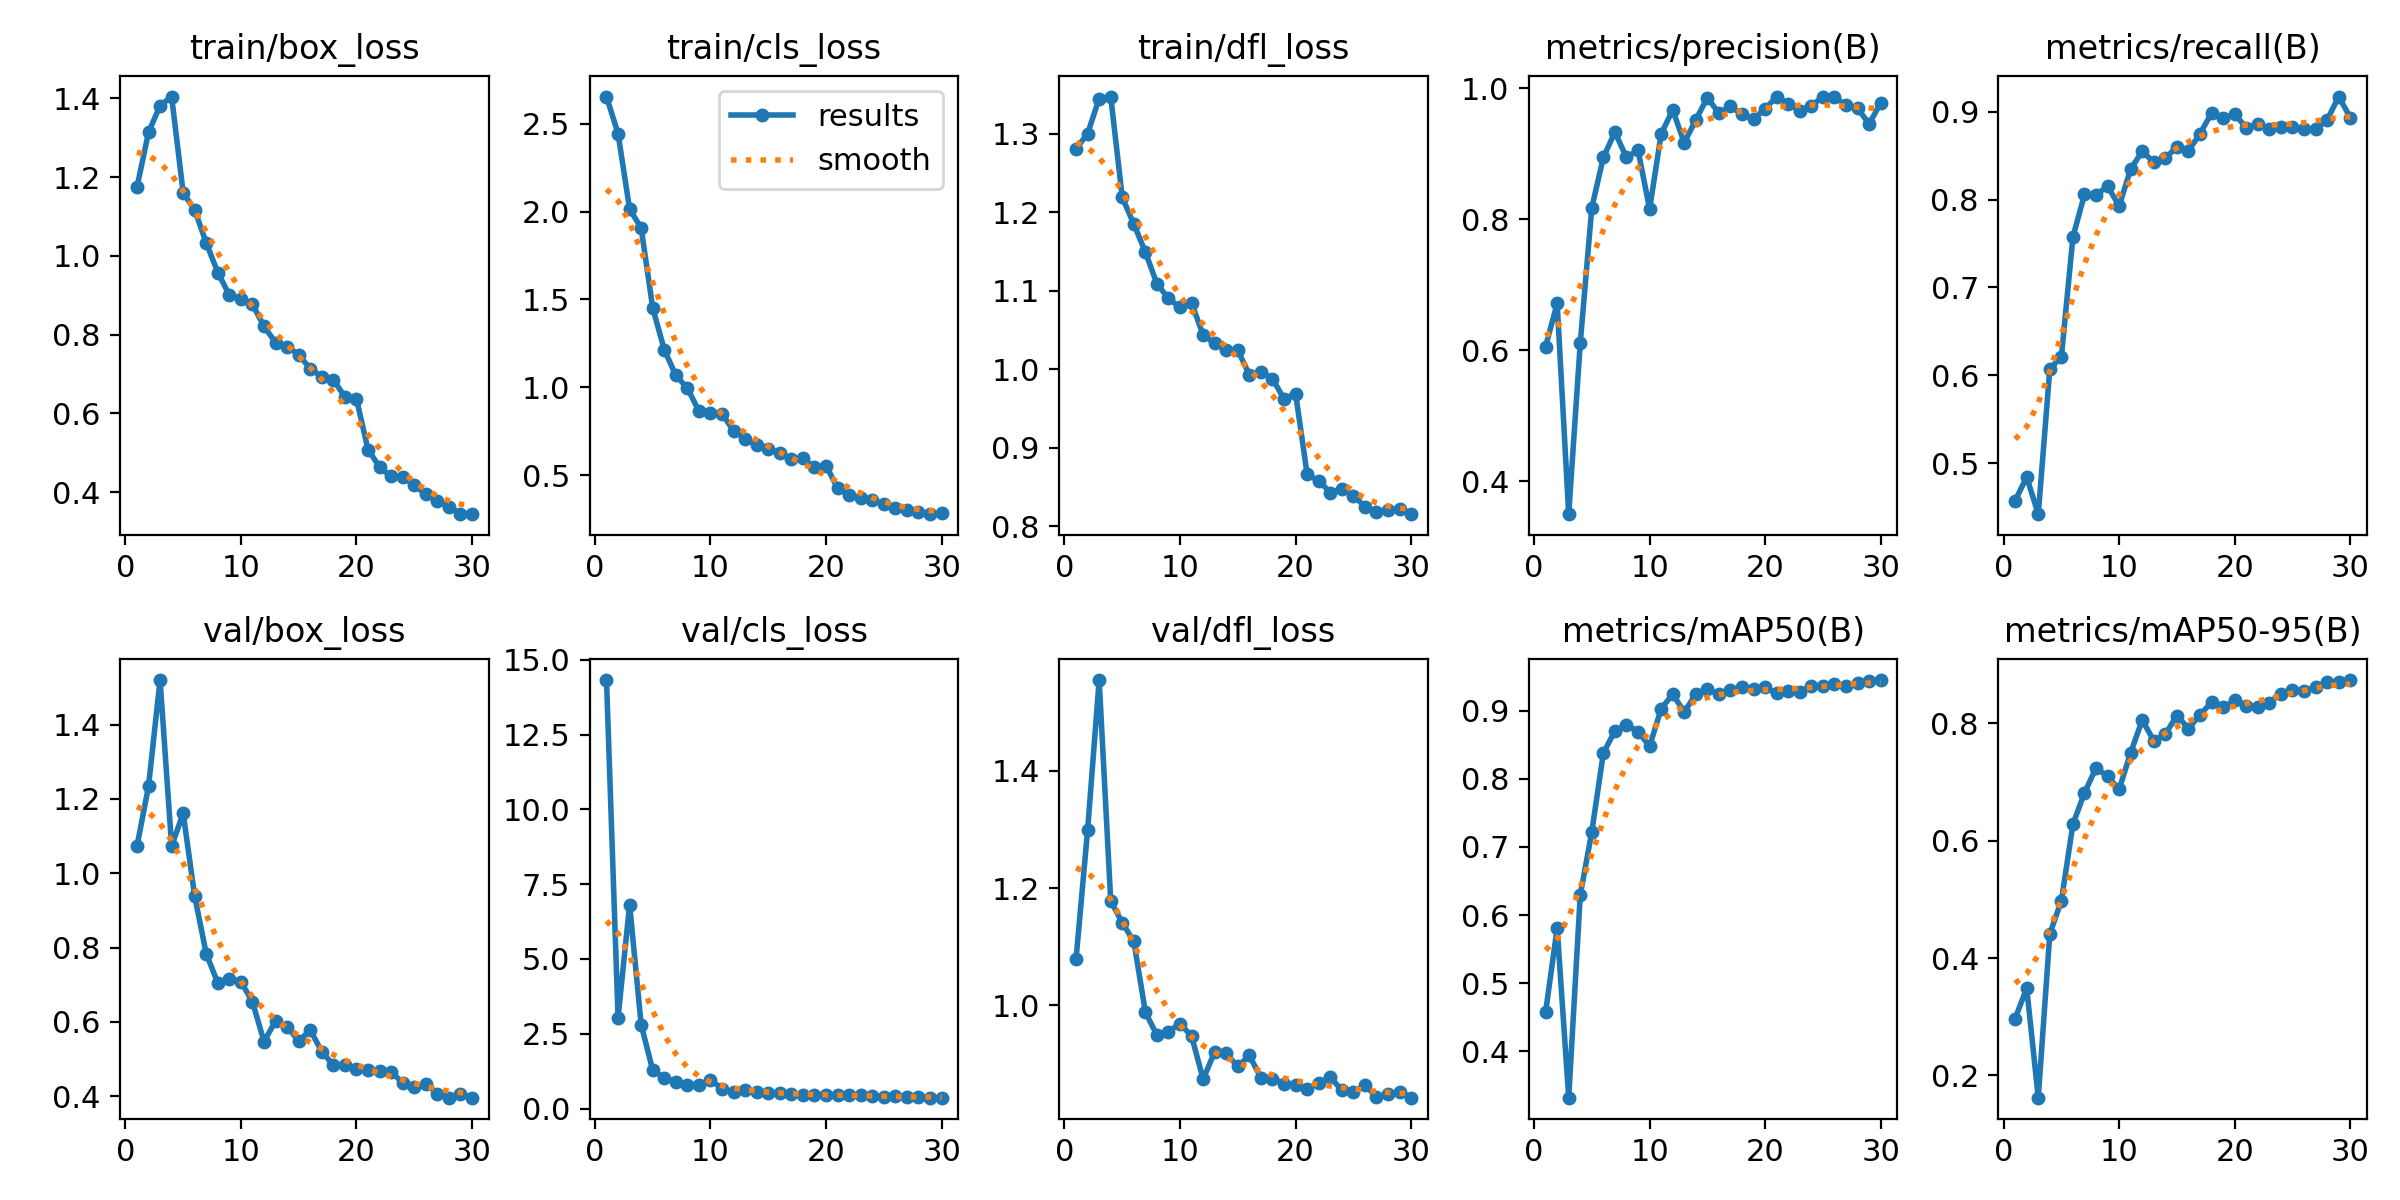 train/box_loss
train/cls_loss
train/dfl_loss
metrics/precision(B)
metrics/recall(B)
1.4
1.2
1.0
0.8
0.6
0.4
0 10 20 30
2.5
2.0
1.5
1.0
0.5
results
smooth
0 10 20 30
1.3
1.2
1.1
1.0
0.9
0.8
0 10 20 30
1.0
0.8
0.6
0.4
0 10 20 30
0.9
0.8
0.7
0.6
0.5
0 10 20 30
val/box_loss
val/cls_loss
val/dfl_loss
metrics/mAP50(B)
metrics/mAP50-95(B)
1.4
1.2
1.0
0.8
0.6
0.4
0 10 20 30
15.0
12.5
10.0
7.5
5.0
2.5
0.0
0 10 20 30
1.4
1.2
1.0
0 10 20 30
0.9
0.8
0.7
0.6
0.5
0.4
0 10 20 30
0.8
0.6
0.4
0.2
0 10 20 30